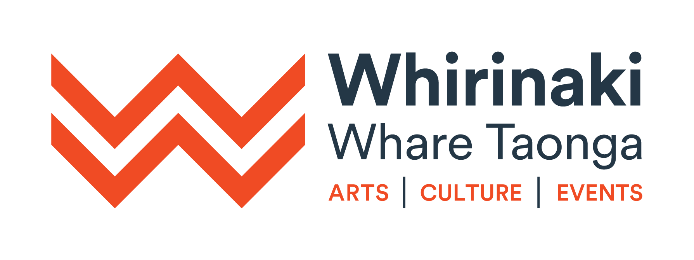 Whirinaki
Whare Taonga
ARTS | CULTURE | EVENTS